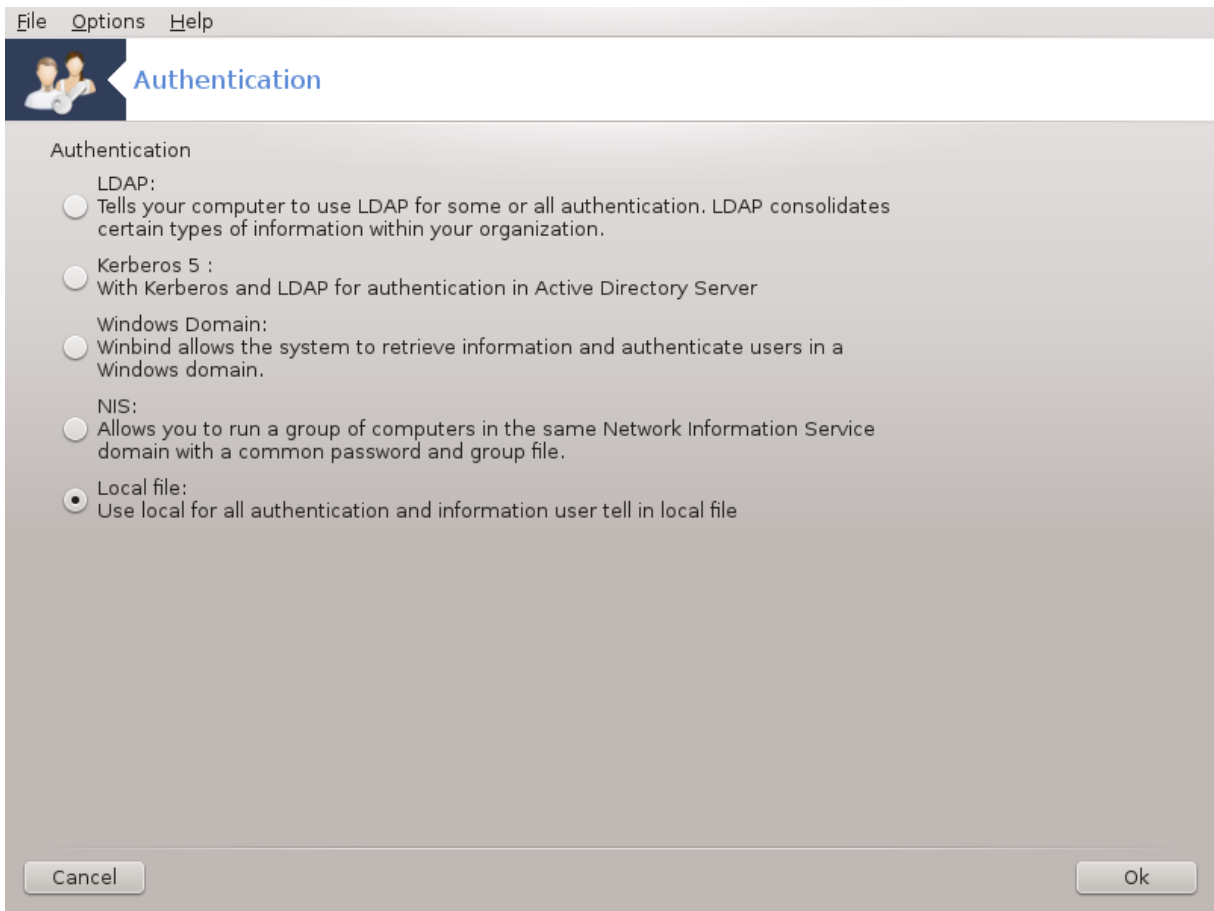 File Options Help
Authentication
Authentication
LDAP:
Tells your computer to use LDAP for some or all authentication. LDAP consolidates
certain types of information within your organization.
Kerberos 5 :
With Kerberos and LDAP for authentication in Active Directory Server
Windows Domain:
Winbind allows the system to retrieve information and authenticate users in a
Windows domain.
NIS:
Allows you to run a group of computers in the same Network Information Service
domain with a common password and group file.
Local file:
Use local for all authentication and information user tell in local file
Cancel Ok